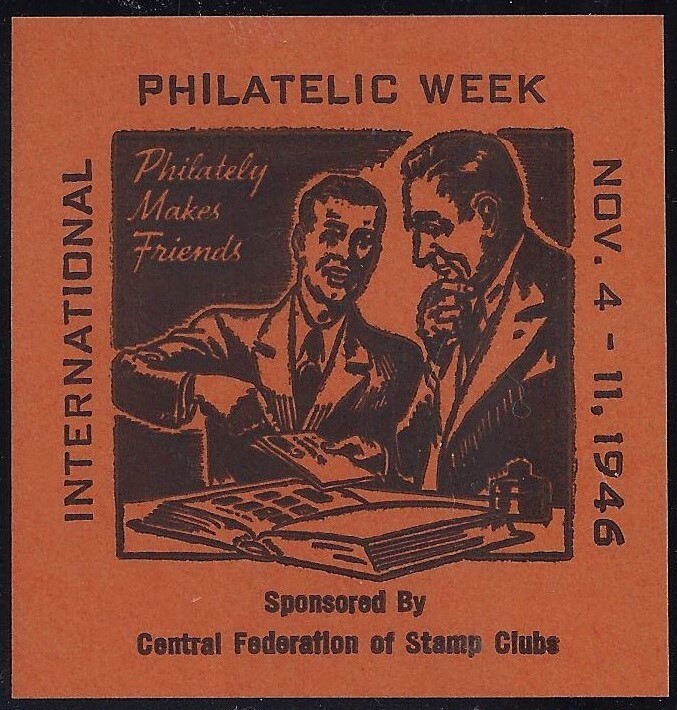 PHILATELIC WEEK
INTERNATIONAL
Philately
Makes
Friends
NOV. 4 - 11, 1946
Sponsored By
Central Federation of Stamp Clubs